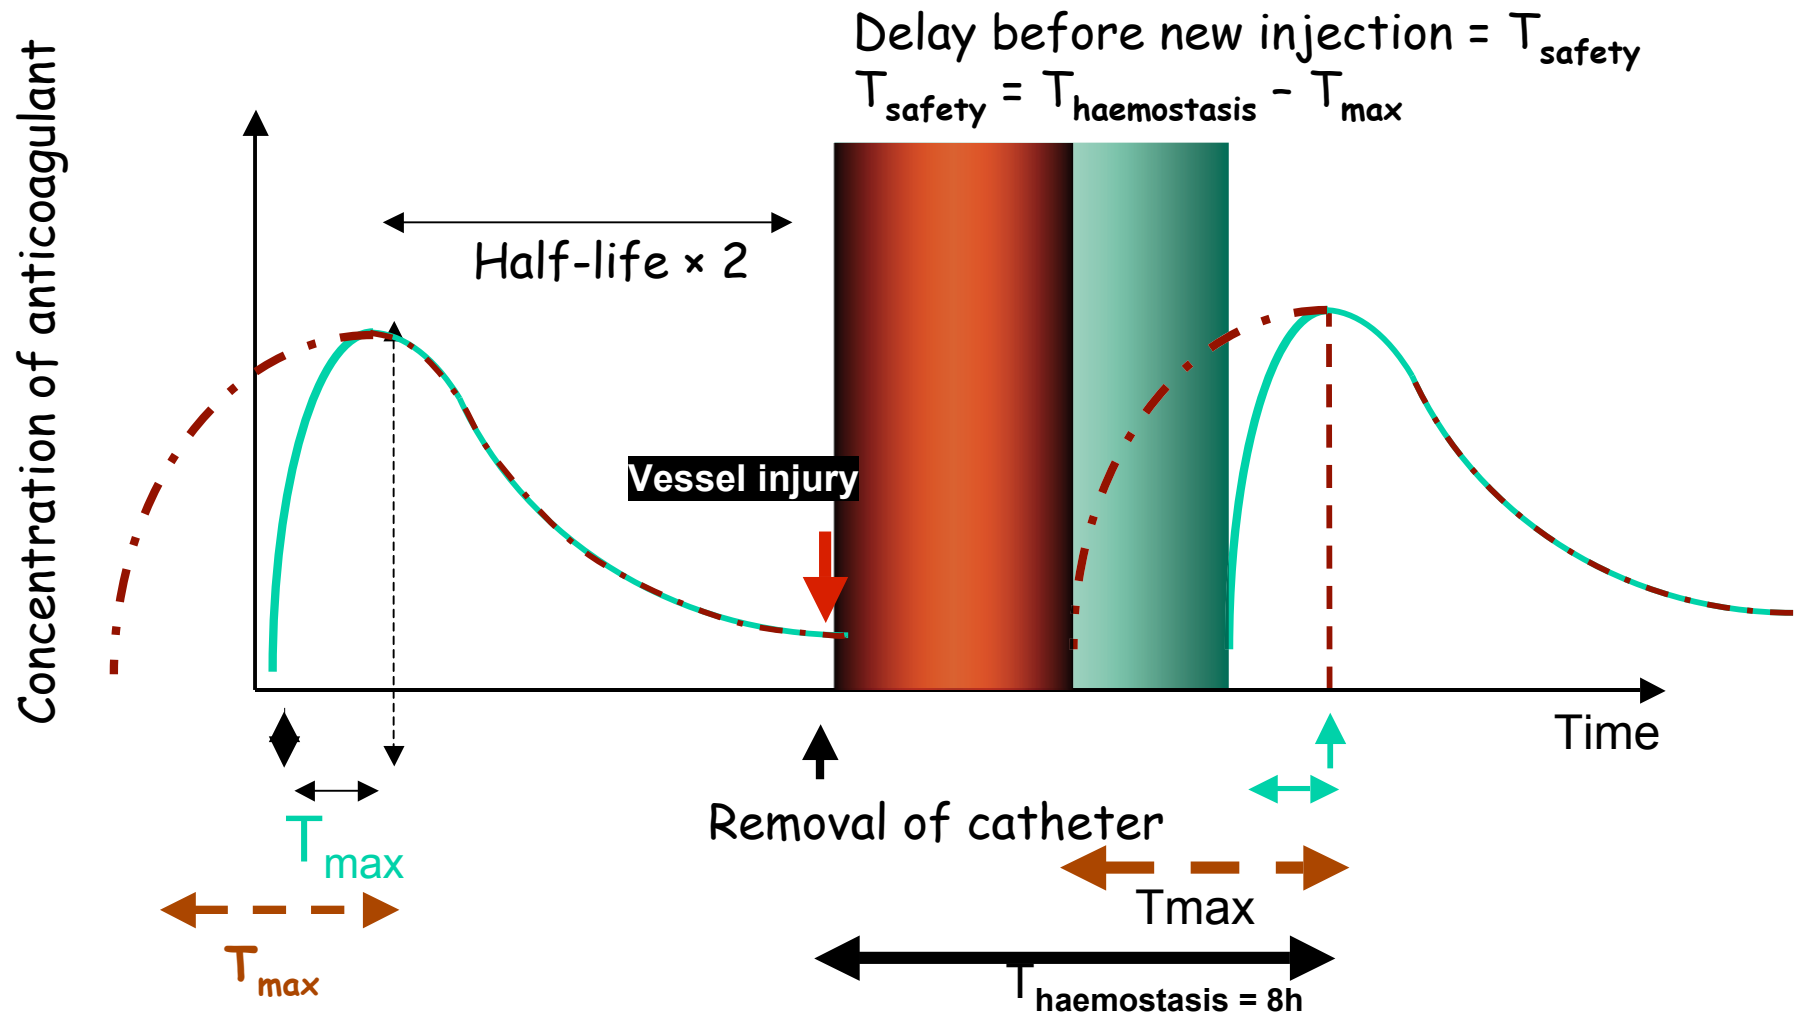 Delay before new injection = Tsafety
Tsafety = Thaemostasis - Tmax
Concentration of anticoagulant
Half-life × 2
Vessel injury
Time
Removal of catheter
Tmax
Tmax
Tmax
Thaemostasis = 8h